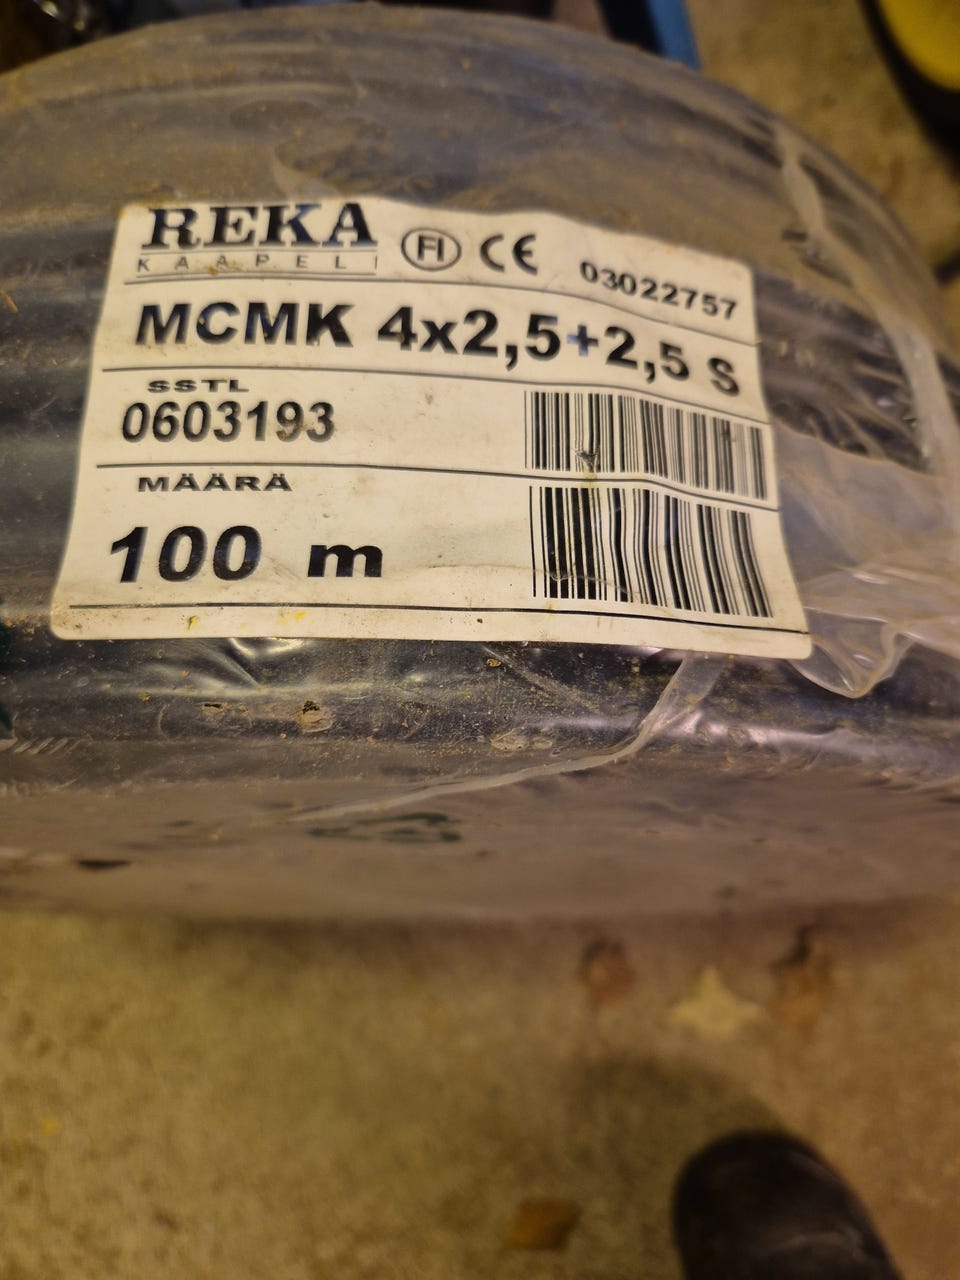 REKA
KAAPELI
FI CE 03022757
MCMK 4x2,5+2,5 S
SSTL
0603193
MÄÄRÄ
100 m